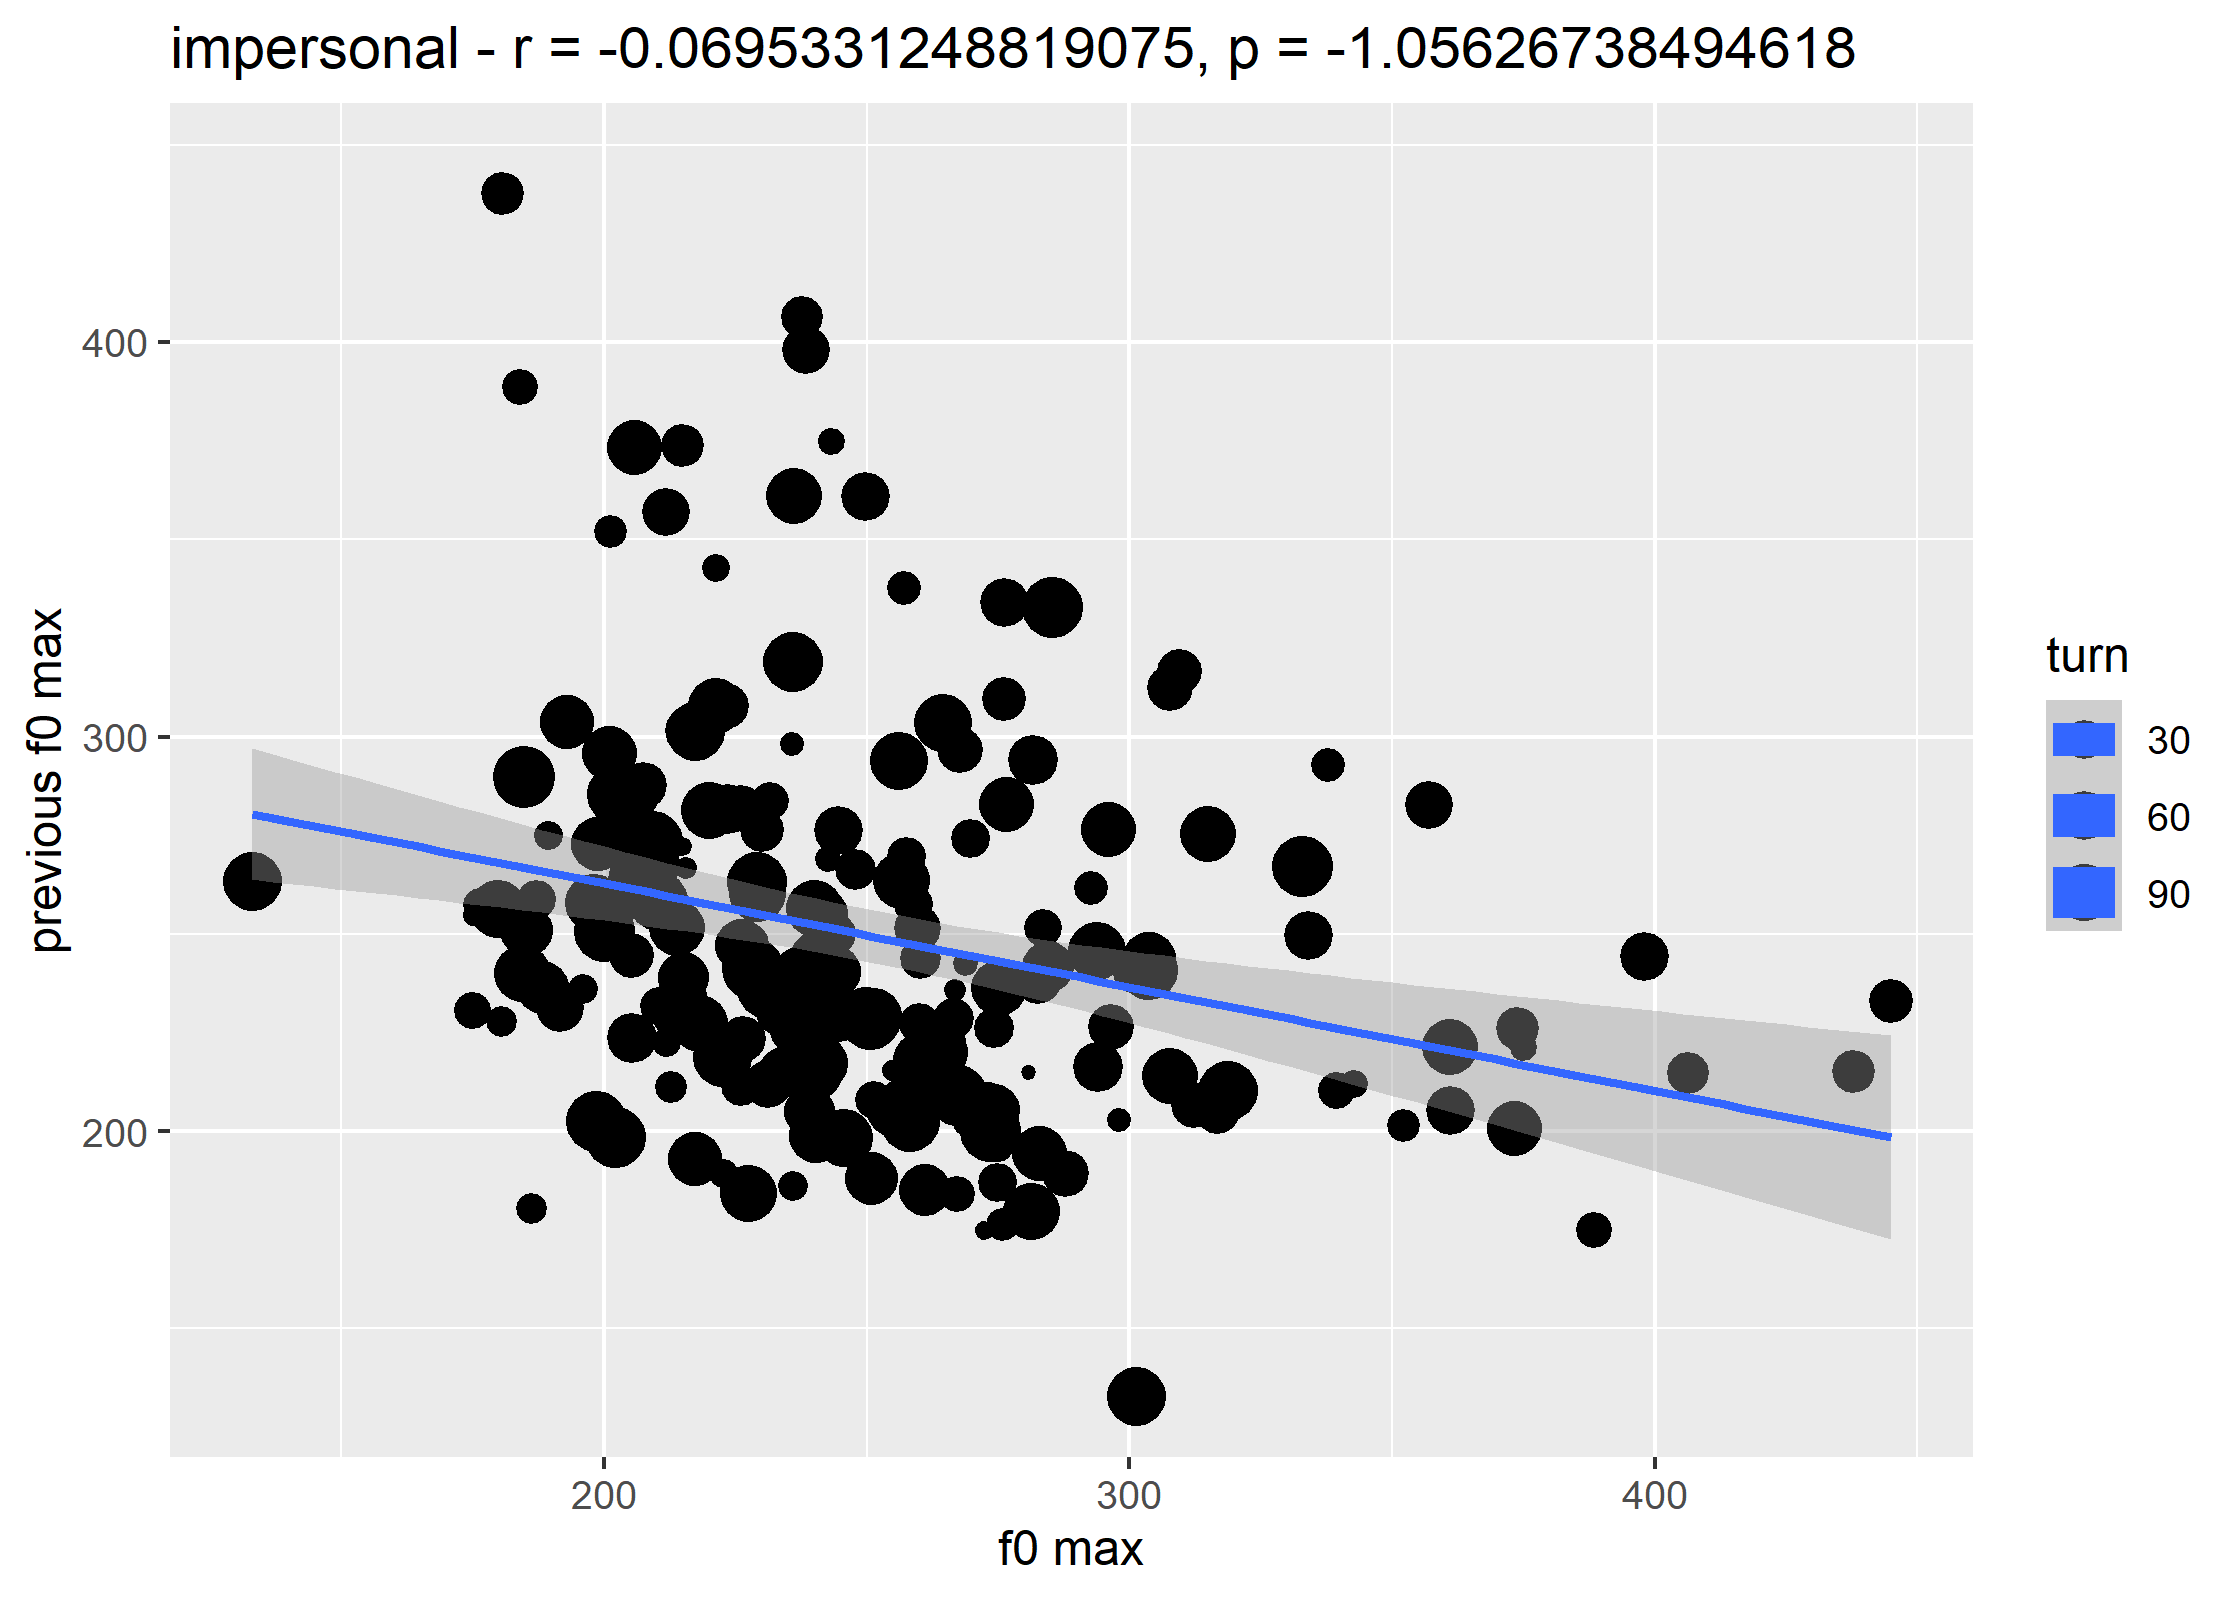 impersonal - r = -0.0695331248819075, p = -1.05626738494618
previous f0 max
400
300
200
200
300
400
f0 max
turn
30
60
90